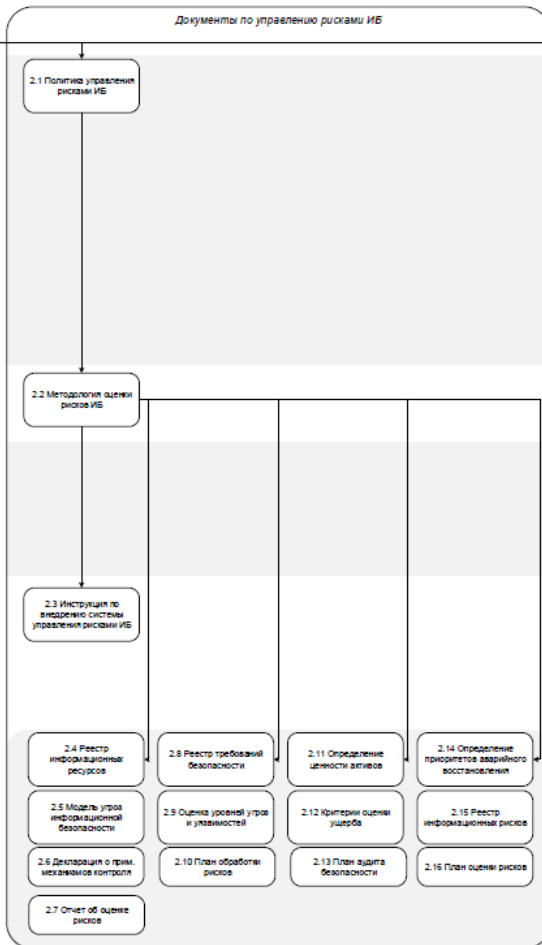 Документы по управлению рисками ИБ
2.1 Политика управления
рисками ИБ
2.2 Методология оценки
рисков ИБ
2.3 Инструкция по
внедрению системы
управления рисками ИБ
2.4 Реестр
информационных
ресурсов
2.5 Модель угроз
информационной
безопасности
2.6 Декларация о прим.
механизмов контроля
2.7 Отчет об оценке
рисков
2.8 Реестр требований
безопасности
2.9 Оценка уровней угроз
и уязвимостей
2.10 План обработки
рисков
2.11 Определение
ценности активов
2.12 Критерии оценки
ущерба
2.13 План аудита
безопасности
2.14 Определение
приоритетов аварийного
восстановления
2.15 Реестр
информационных рисков
2.16 План оценки рисков